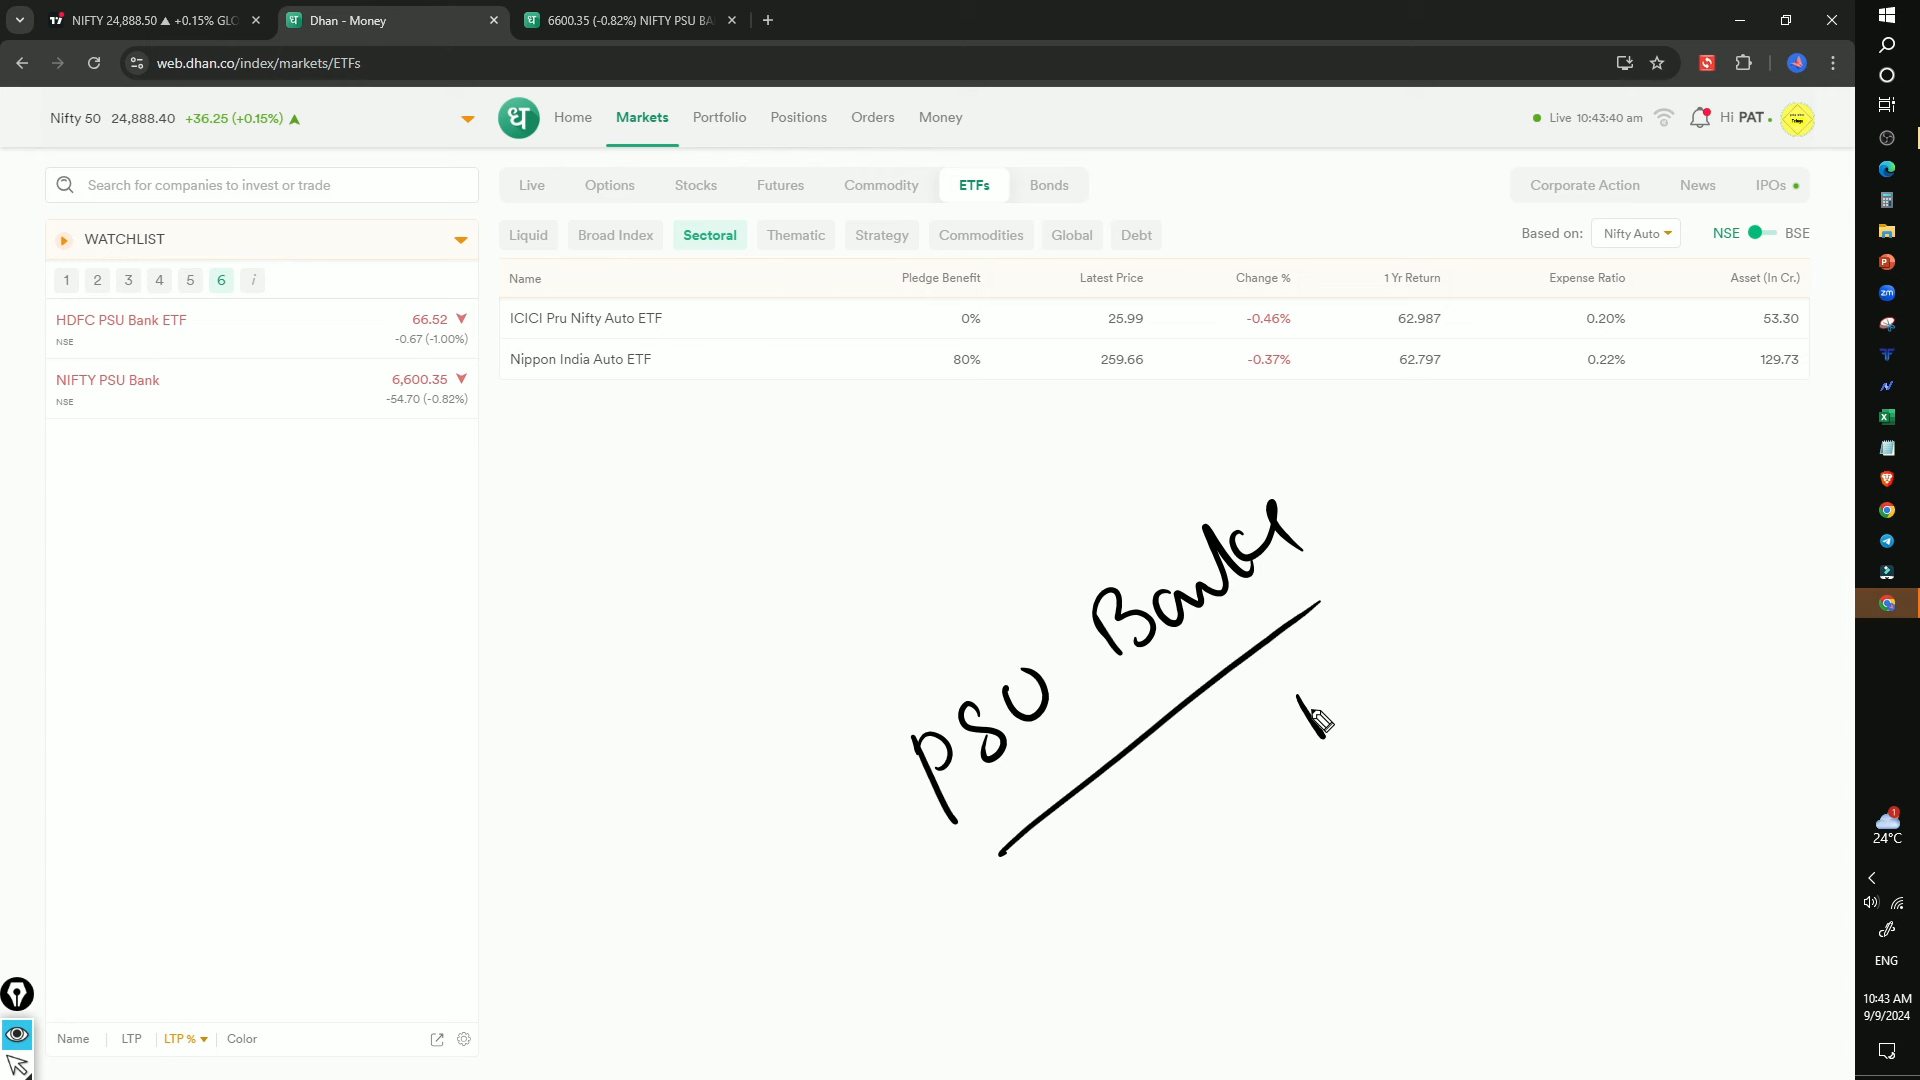 NIFTY 24,888.50 ▲ +0.15% GLO
Dhan - Money
6600.35 (-0.82%) NIFTY PSU BA
web.dhan.co/index/markets/ETFs
Nifty 50 24,888.40 +36.25 (+0.15%) ▲
ध
Home Markets Portfolio Positions Orders Money
Live 10:43:40 am
Hi PAT.
Search for companies to invest or trade
Live Options Stocks Futures Commodity ETFs Bonds
Corporate Action News IPOs
WATCHLIST
Liquid Broad Index Sectoral Thematic Strategy Commodities Global Debt
Based on: Nifty Auto NSE BSE
1 2 3 4 5 6 i
Name Pledge Benefit Latest Price Change % 1 Yr Return Expense Ratio Asset (In Cr.)
HDFC PSU Bank ETF 66.52
NSE -0.67 (-1.00%)
NIFTY PSU Bank 6,600.35
NSE -54.70 (-0.82%)
ICICI Pru Nifty Auto ETF 0% 25.99 -0.46% 62.987 0.20% 53.30
Nippon India Auto ETF 80% 259.66 -0.37% 62.797 0.22% 129.73
PSU Bank
Name LTP LTP % Color
zm
1
24°C
ENG
10:43 AM
9/9/2024